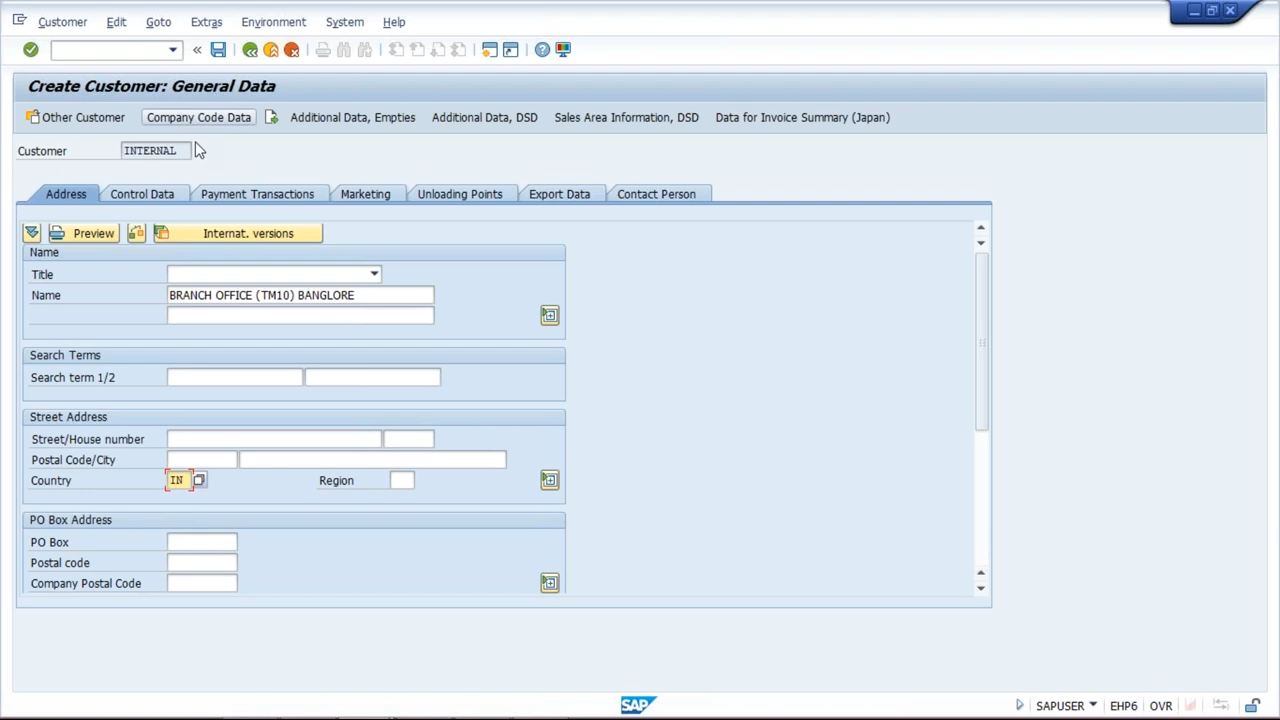 Customer Edit Goto Extras Environment System Help
Create Customer: General Data
Other Customer Company Code Data Additional Data, Empties Additional Data, DSD Sales Area Information, DSD Data for Invoice Summary (Japan)
Customer INTERNAL
Address Control Data Payment Transactions Marketing Unloading Points Export Data Contact Person
Preview Internat. versions
Name
Title
Name BRANCH OFFICE (TM10) BANGLORE
Search Terms
Search term 1/2
Street Address
Street/House number
Postal Code/City
Country IN Region
PO Box Address
PO Box
Postal code
Company Postal Code
SAP SAPUSER EHP6 OVR